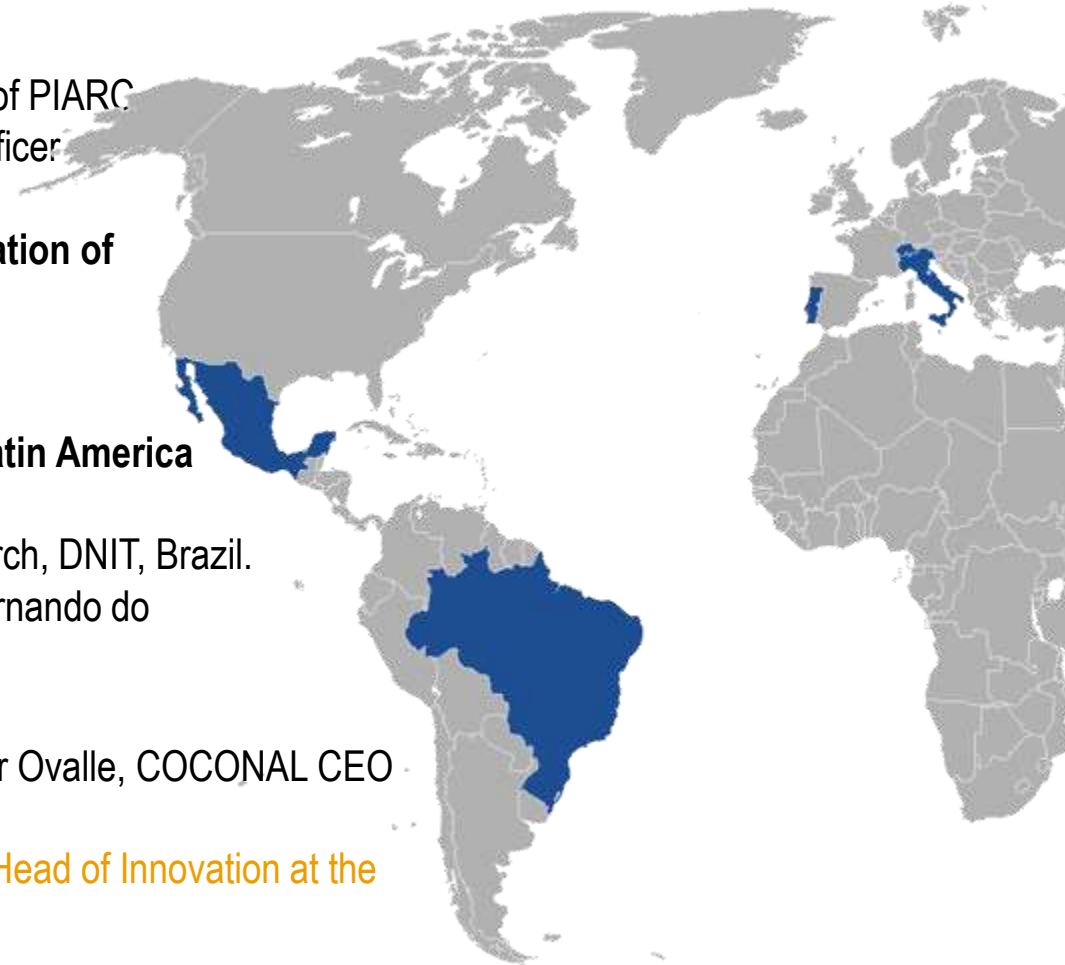 of PIARC
ficer
ation of
atin America
rch, DNIT, Brazil.
rnando do
r Ovalle, COCONAL CEO
Head of Innovation at the